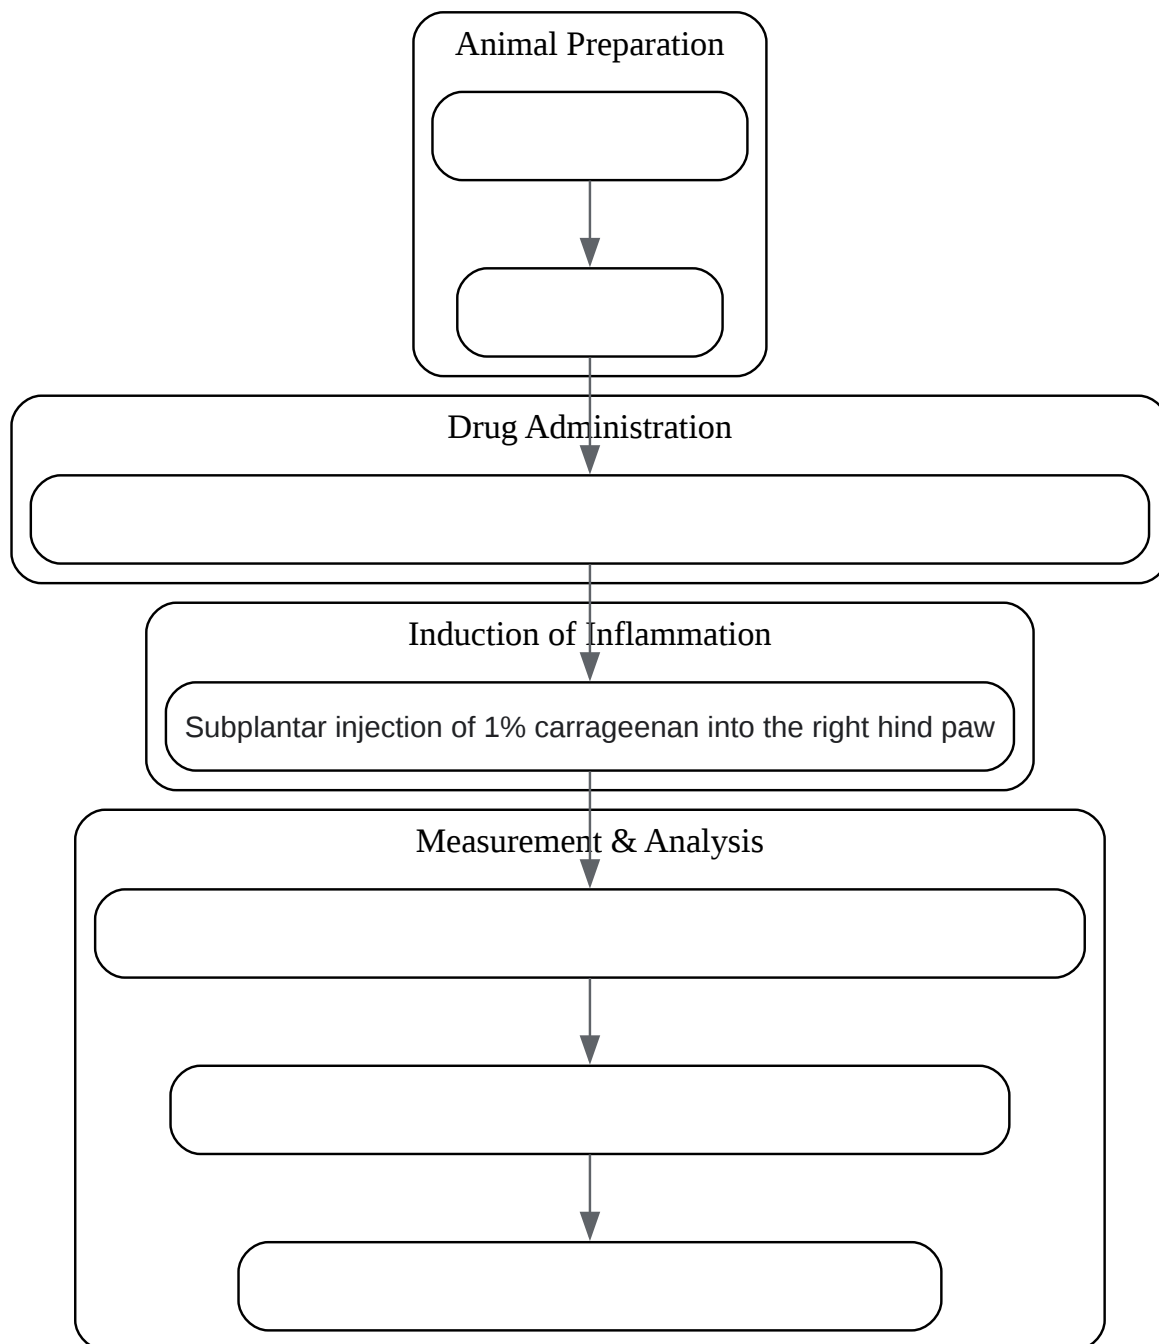 Animal Preparation
Drug Administration
Induction of Inflammation
Subplantar injection of 1% carrageenan into the right hind paw
Measurement & Analysis